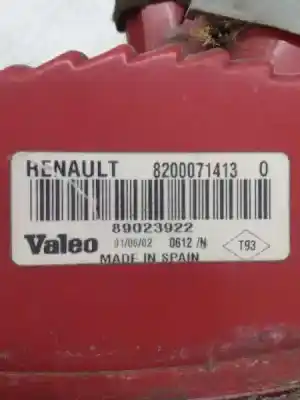 RENAULT 8200071413 0
89023922
Valeo 01/06/02 0612 /N T93
MADE IN SPAIN